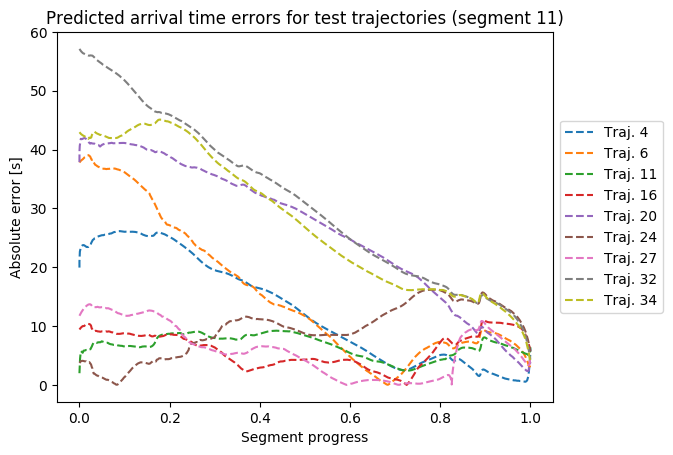 Predicted arrival time errors for test trajectories (segment 11)
60
50
40
30
20
10
0
Absolute error [s]
0.0 0.2 0.4 0.6 0.8 1.0
Segment progress
Traj. 4
Traj. 6
Traj. 11
Traj. 16
Traj. 20
Traj. 24
Traj. 27
Traj. 32
Traj. 34